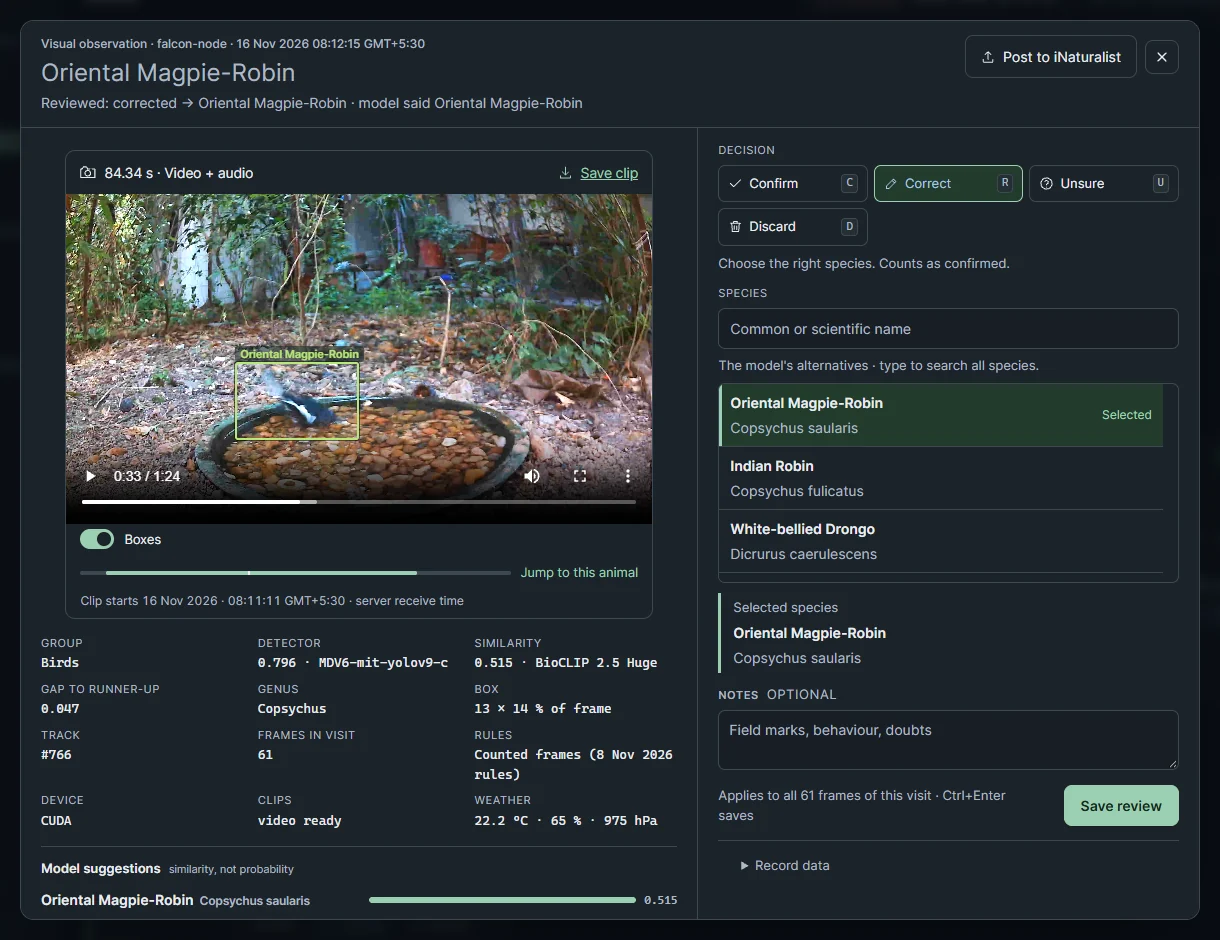 Visual observation · falcon-node · 16 Nov 2026 08:12:15 GMT+5:30
Oriental Magpie-Robin
Reviewed: corrected → Oriental Magpie-Robin · model said Oriental Magpie-Robin
Post to iNaturalist
84.34 s · Video + audio
Save clip
Oriental Magpie-Robin
0:33 / 1:24
Boxes
Jump to this animal
Clip starts 16 Nov 2026 · 08:11:11 GMT+5:30 · server receive time
GROUP
Birds
DETECTOR
0.796 · MDV6-mit-yolov9-c
SIMILARITY
0.515 · BioCLIP 2.5 Huge
GAP TO RUNNER-UP
0.047
GENUS
Copsychus
BOX
13 × 14 % of frame
TRACK
#766
FRAMES IN VISIT
61
RULES
Counted frames (8 Nov 2026
rules)
DEVICE
CUDA
CLIPS
video ready
WEATHER
22.2 °C · 65 % · 975 hPa
Model suggestions similarity, not probability
Oriental Magpie-Robin Copsychus saularis 0.515
DECISION
Confirm C
Correct R
Unsure U
Discard D
Choose the right species. Counts as confirmed.
SPECIES
Common or scientific name
The model's alternatives · type to search all species.
Oriental Magpie-Robin
Copsychus saularis
Selected
Indian Robin
Copsychus fulicatus
White-bellied Drongo
Dicrurus caerulescens
Selected species
Oriental Magpie-Robin
Copsychus saularis
NOTES OPTIONAL
Field marks, behaviour, doubts
Applies to all 61 frames of this visit · Ctrl+Enter
saves
Save review
Record data